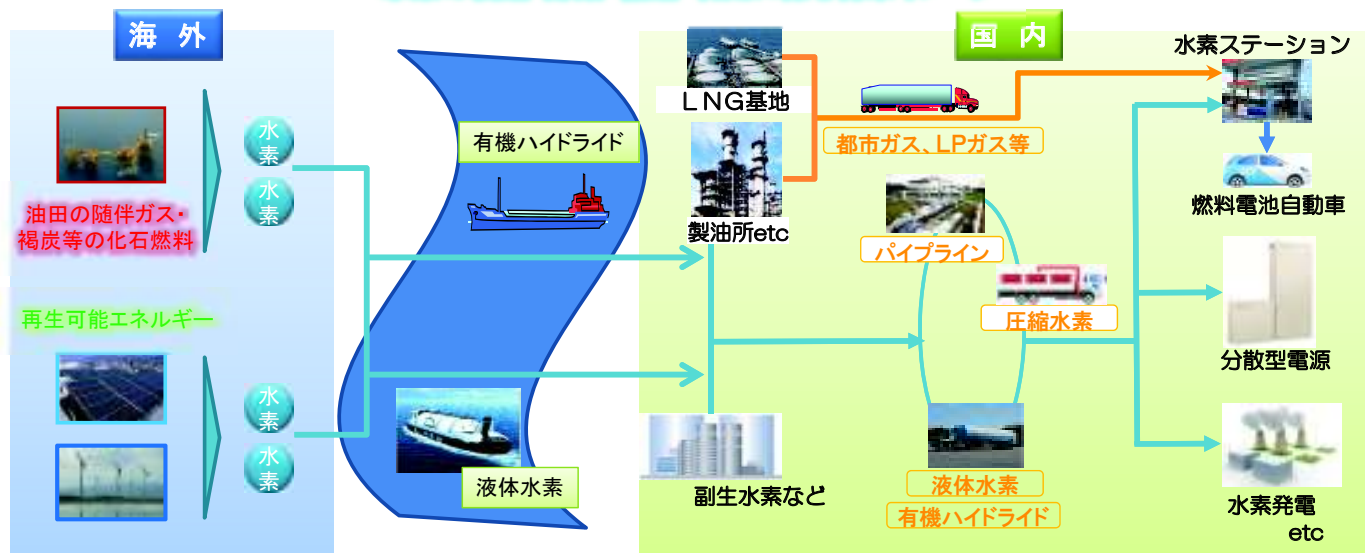 海 外
国 内
水素ステーション
水素
水素
油田の随伴ガス・
褐炭等の化石燃料
再生可能エネルギー
水素
水素
有機ハイドライド
液体水素
ＬＮＧ基地
製油所etc
都市ガス、LPガス等
パイプライン
圧縮水素
燃料電池自動車
分散型電源
副生水素など
液体水素
有機ハイドライド
水素発電
etc